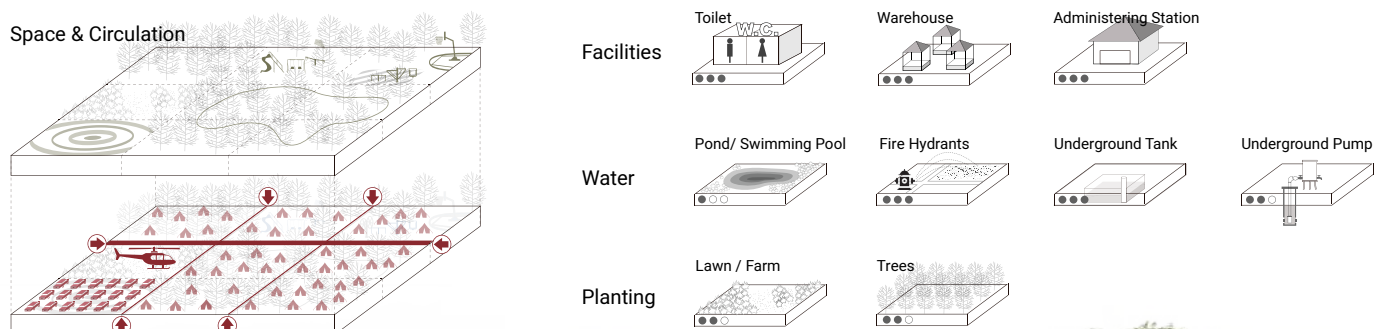 Space & Circulation
Facilities
Toilet
W.C.
Warehouse
Administering Station
Water
Pond/ Swimming Pool
Fire Hydrants
Underground Tank
Underground Pump
Planting
Lawn / Farm
Trees